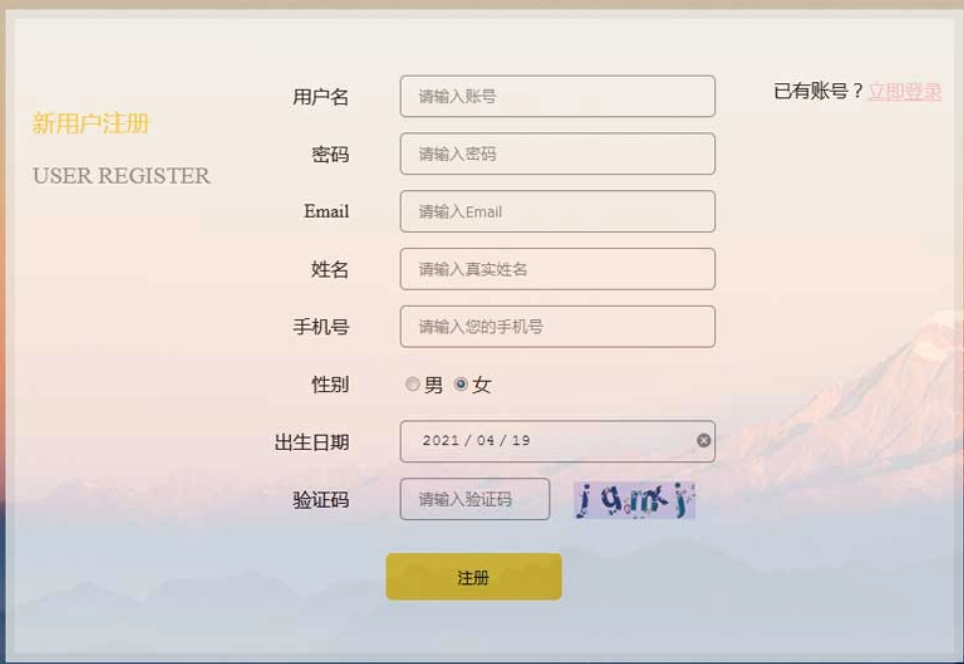 用户名 请输入账号 已有账号？立即登录
新用户注册
密码 请输入密码
USER REGISTER
Email 请输入Email
姓名 请输入真实姓名
手机号 请输入您的手机号
性别 男 女
出生日期 2021 / 04 / 19
验证码 请输入验证码
注册